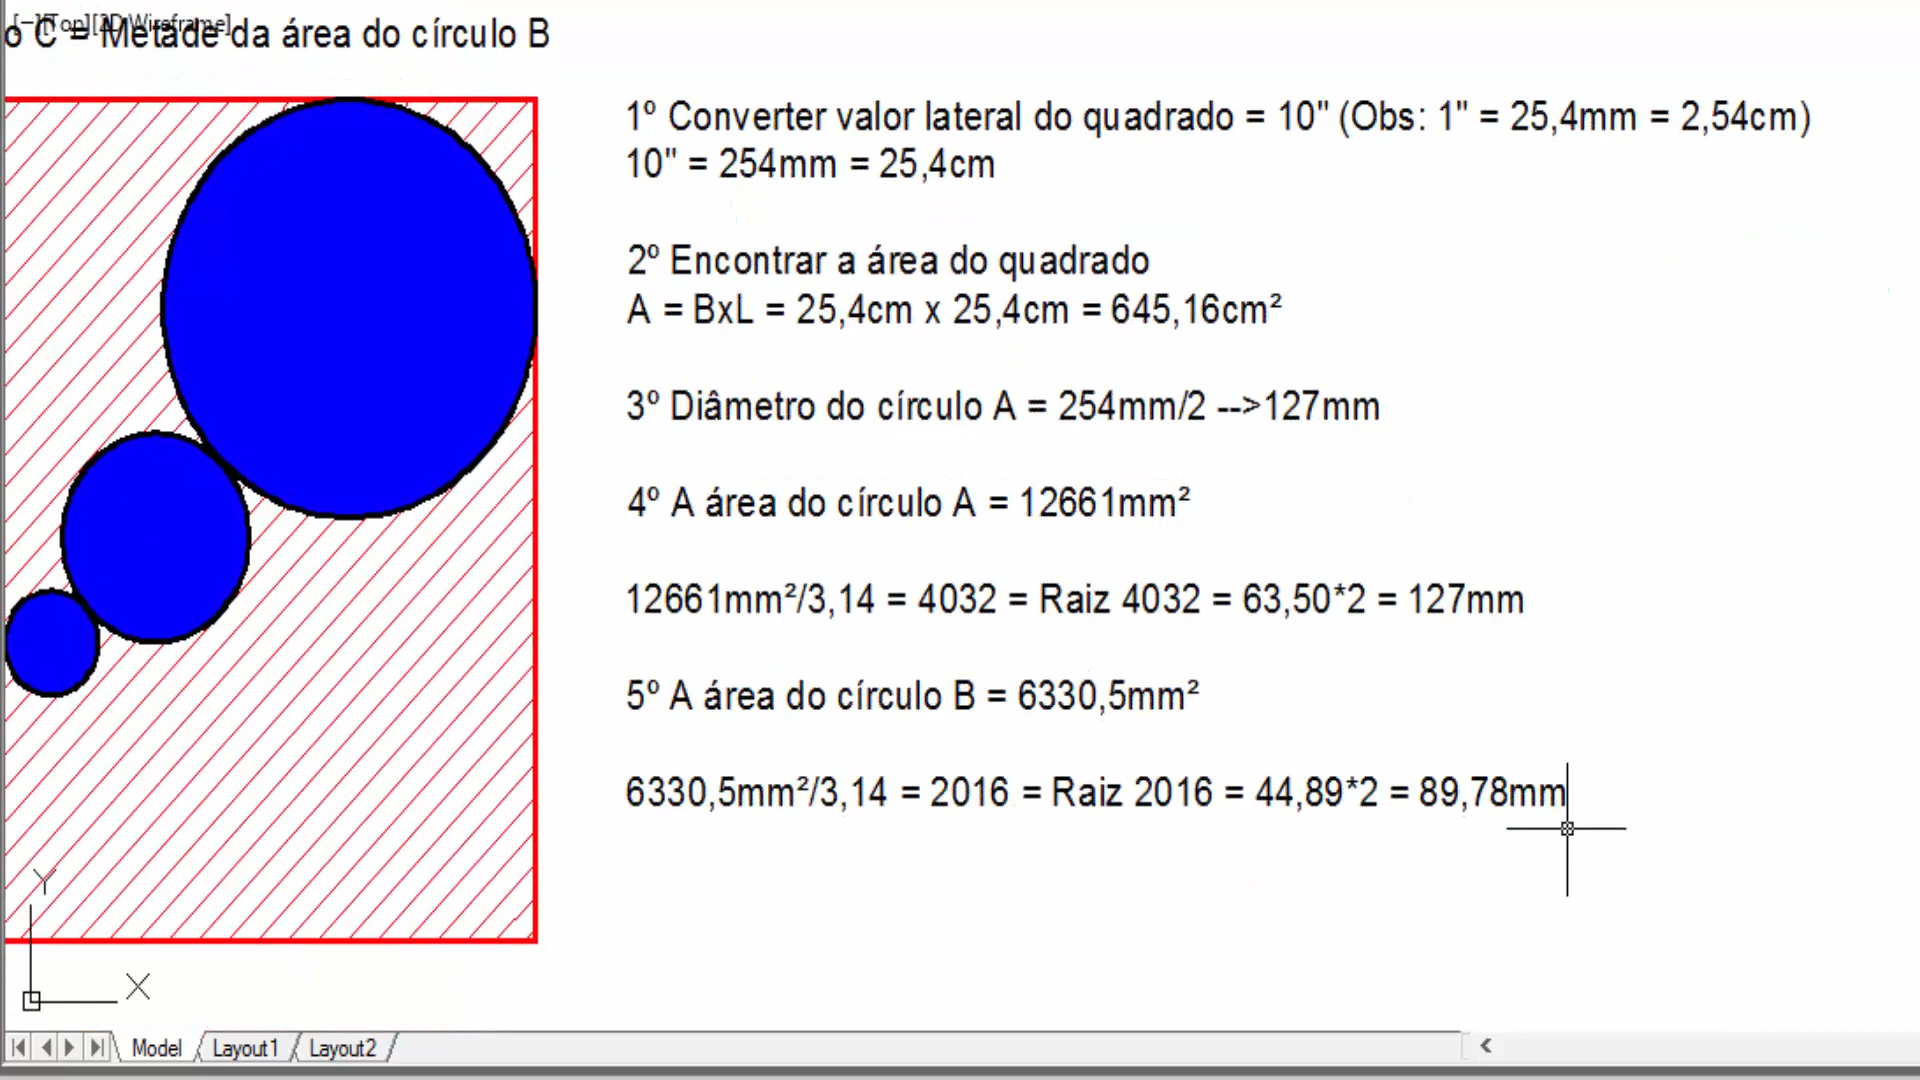 [−][Top][2D Wireframe]
o C = Metade da área do círculo B
1º Converter valor lateral do quadrado = 10" (Obs: 1" = 25,4mm = 2,54cm)
10" = 254mm = 25,4cm
2º Encontrar a área do quadrado
A = BxL = 25,4cm x 25,4cm = 645,16cm²
3º Diâmetro do círculo A = 254mm/2 -->127mm
4º A área do círculo A = 12661mm²
12661mm²/3,14 = 4032 = Raiz 4032 = 63,50*2 = 127mm
5º A área do círculo B = 6330,5mm²
6330,5mm²/3,14 = 2016 = Raiz 2016 = 44,89*2 = 89,78mm
Y
X
Model Layout1 Layout2